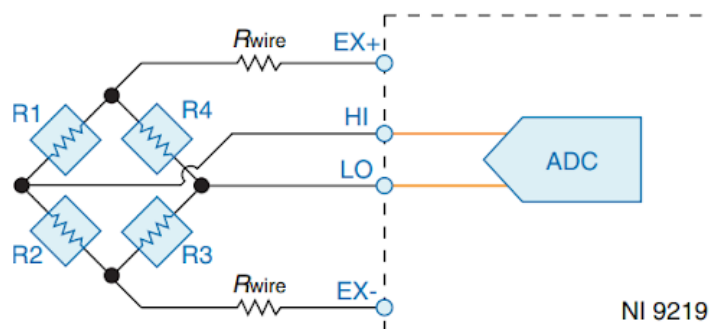 Rwire
EX+
R1
R4
HI
ADC
LO
R2
R3
Rwire
EX-
NI 9219